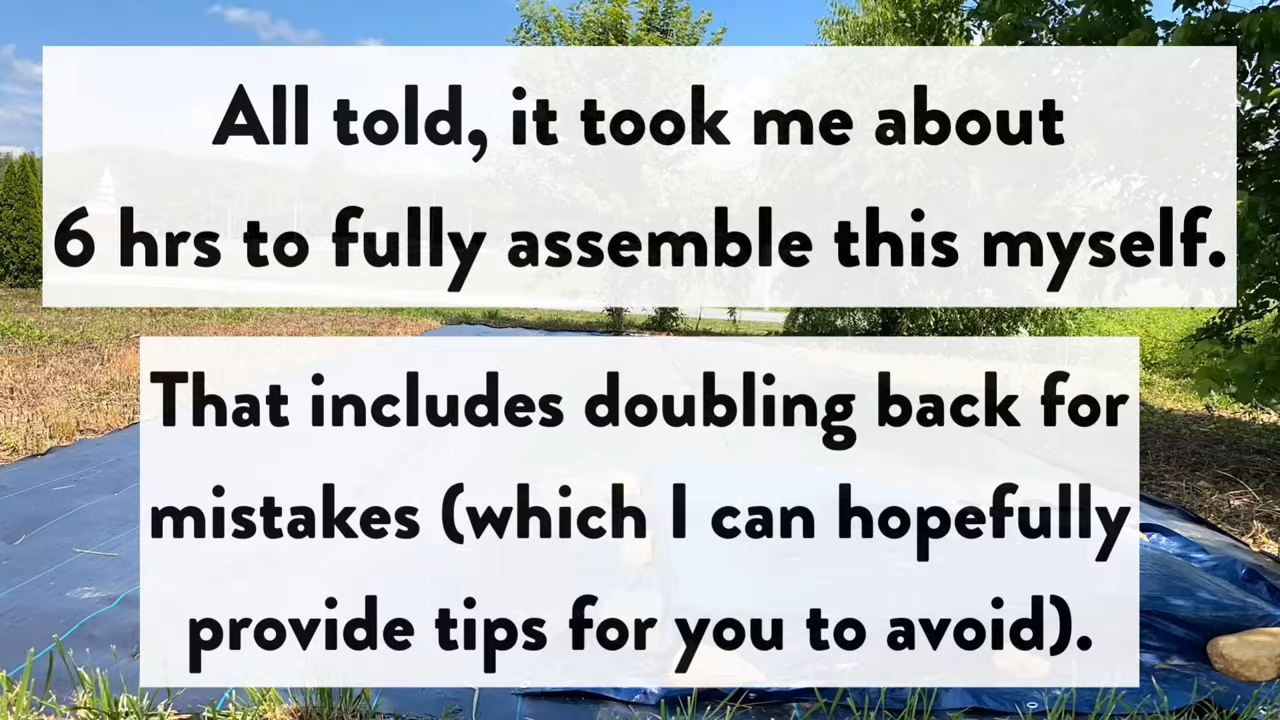 All told, it took me about
6 hrs to fully assemble this myself.
That includes doubling back for
mistakes (which I can hopefully
provide tips for you to avoid).